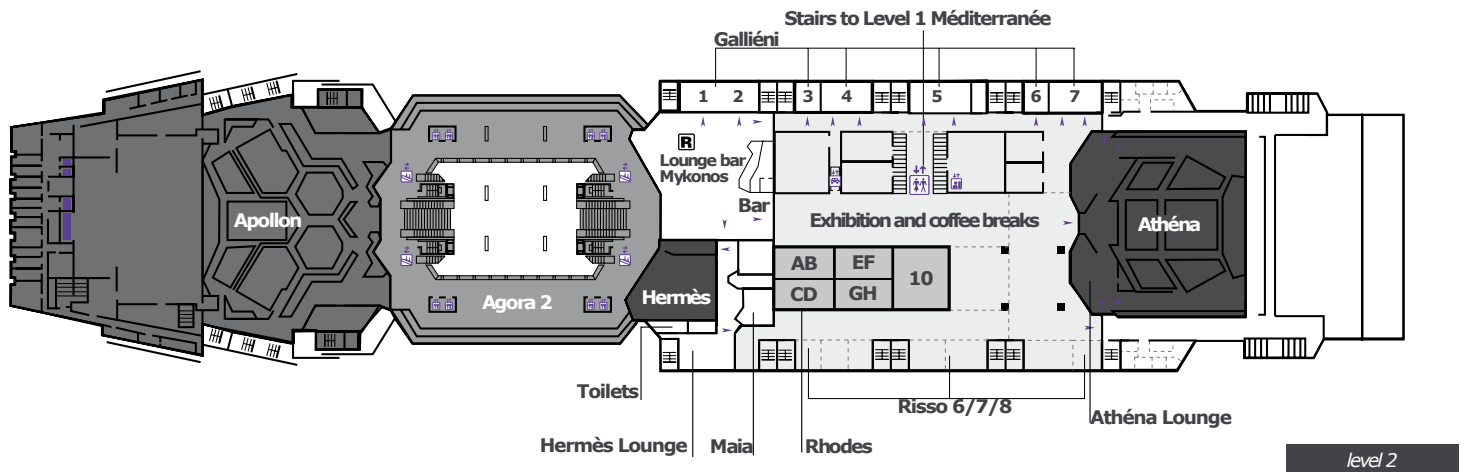 Stairs to Level 1 Méditerranée
Galliéni
1 2 3 4 5 6 7
R
Lounge bar
Mykonos
Bar
Apollon
Exhibition and coffee breaks
Athéna
AB EF
10
CD GH
Hermès
Agora 2
Toilets
Risso 6/7/8
Athéna Lounge
Hermès Lounge
Maia
Rhodes
level 2